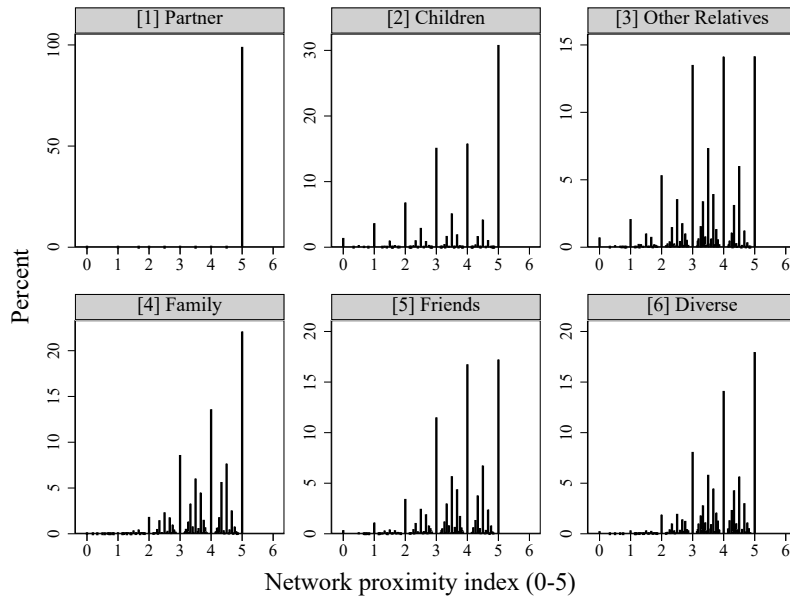 [1] Partner
[2] Children
[3] Other Relatives
100
50
0
0 1 2 3 4 5 6
30
20
10
0
0 1 2 3 4 5 6
15
10
5
0
0 1 2 3 4 5 6
Percent
[4] Family
[5] Friends
[6] Diverse
20
15
10
5
0
0 1 2 3 4 5 6
20
15
10
5
0
0 1 2 3 4 5 6
20
15
10
5
0
0 1 2 3 4 5 6
Network proximity index (0-5)